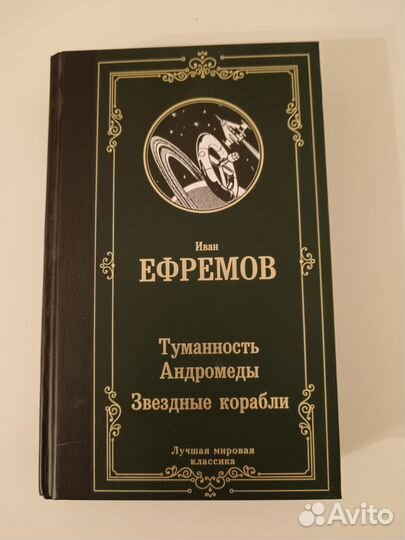 Иван
ЕФРЕМОВ
Туманность
Андромеды
Звездные корабли
Лучшая мировая
классика
Avito